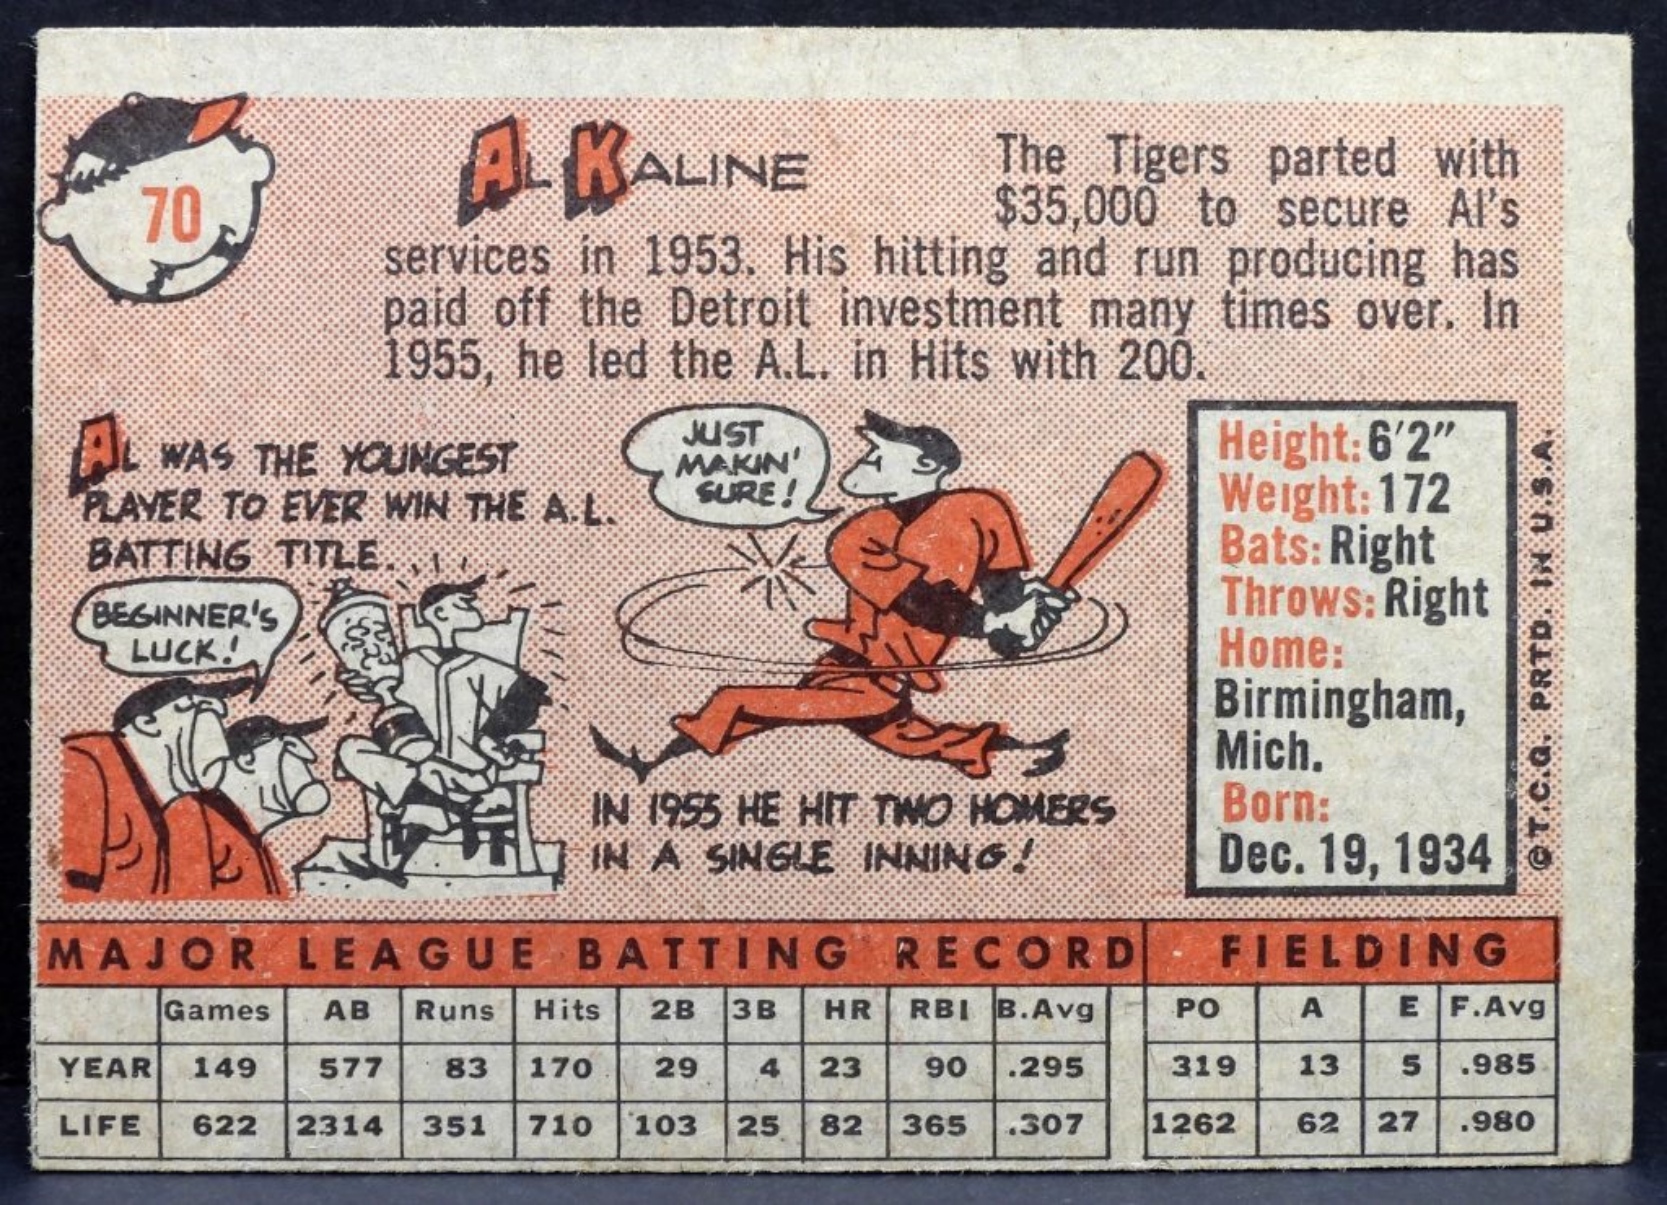 70
AL KALINE
The Tigers parted with
$35,000 to secure Al's
services in 1953. His hitting and run producing has
paid off the Detroit investment many times over. In
1955, he led the A.L. in Hits with 200.
AL WAS THE YOUNGEST
PLAYER TO EVER WIN THE A.L.
BATTING TITLE.
BEGINNER'S
LUCK!
JUST
MAKIN'
SURE!
IN 1955 HE HIT TWO HOMERS
IN A SINGLE INNING!
Height: 6'2"
Weight: 172
Bats: Right
Throws: Right
Home:
Birmingham,
Mich.
Born:
Dec. 19, 1934
© T.C.G. PRTD. IN U.S.A.
MAJOR LEAGUE BATTING RECORD FIELDING
Games AB Runs Hits 2B 3B HR RBI B.Avg PO A E F.Avg
YEAR 149 577 83 170 29 4 23 90 .295 319 13 5 .985
LIFE 622 2314 351 710 103 25 82 365 .307 1262 62 27 .980